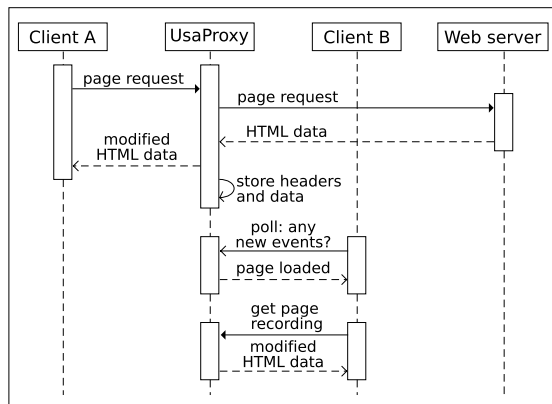 Client A
UsaProxy
Client B
Web server
page request
page request
HTML data
modified
HTML data
store headers
and data
poll: any
new events?
page loaded
get page
recording
modified
HTML data